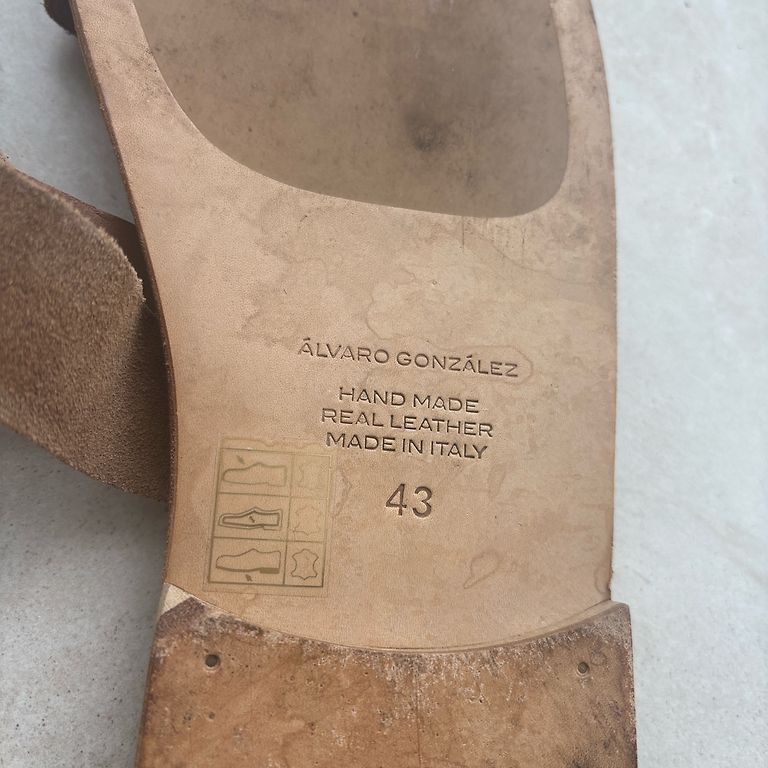 ÁLVARO GONZÁLEZ
HAND MADE
REAL LEATHER
MADE IN ITALY
43